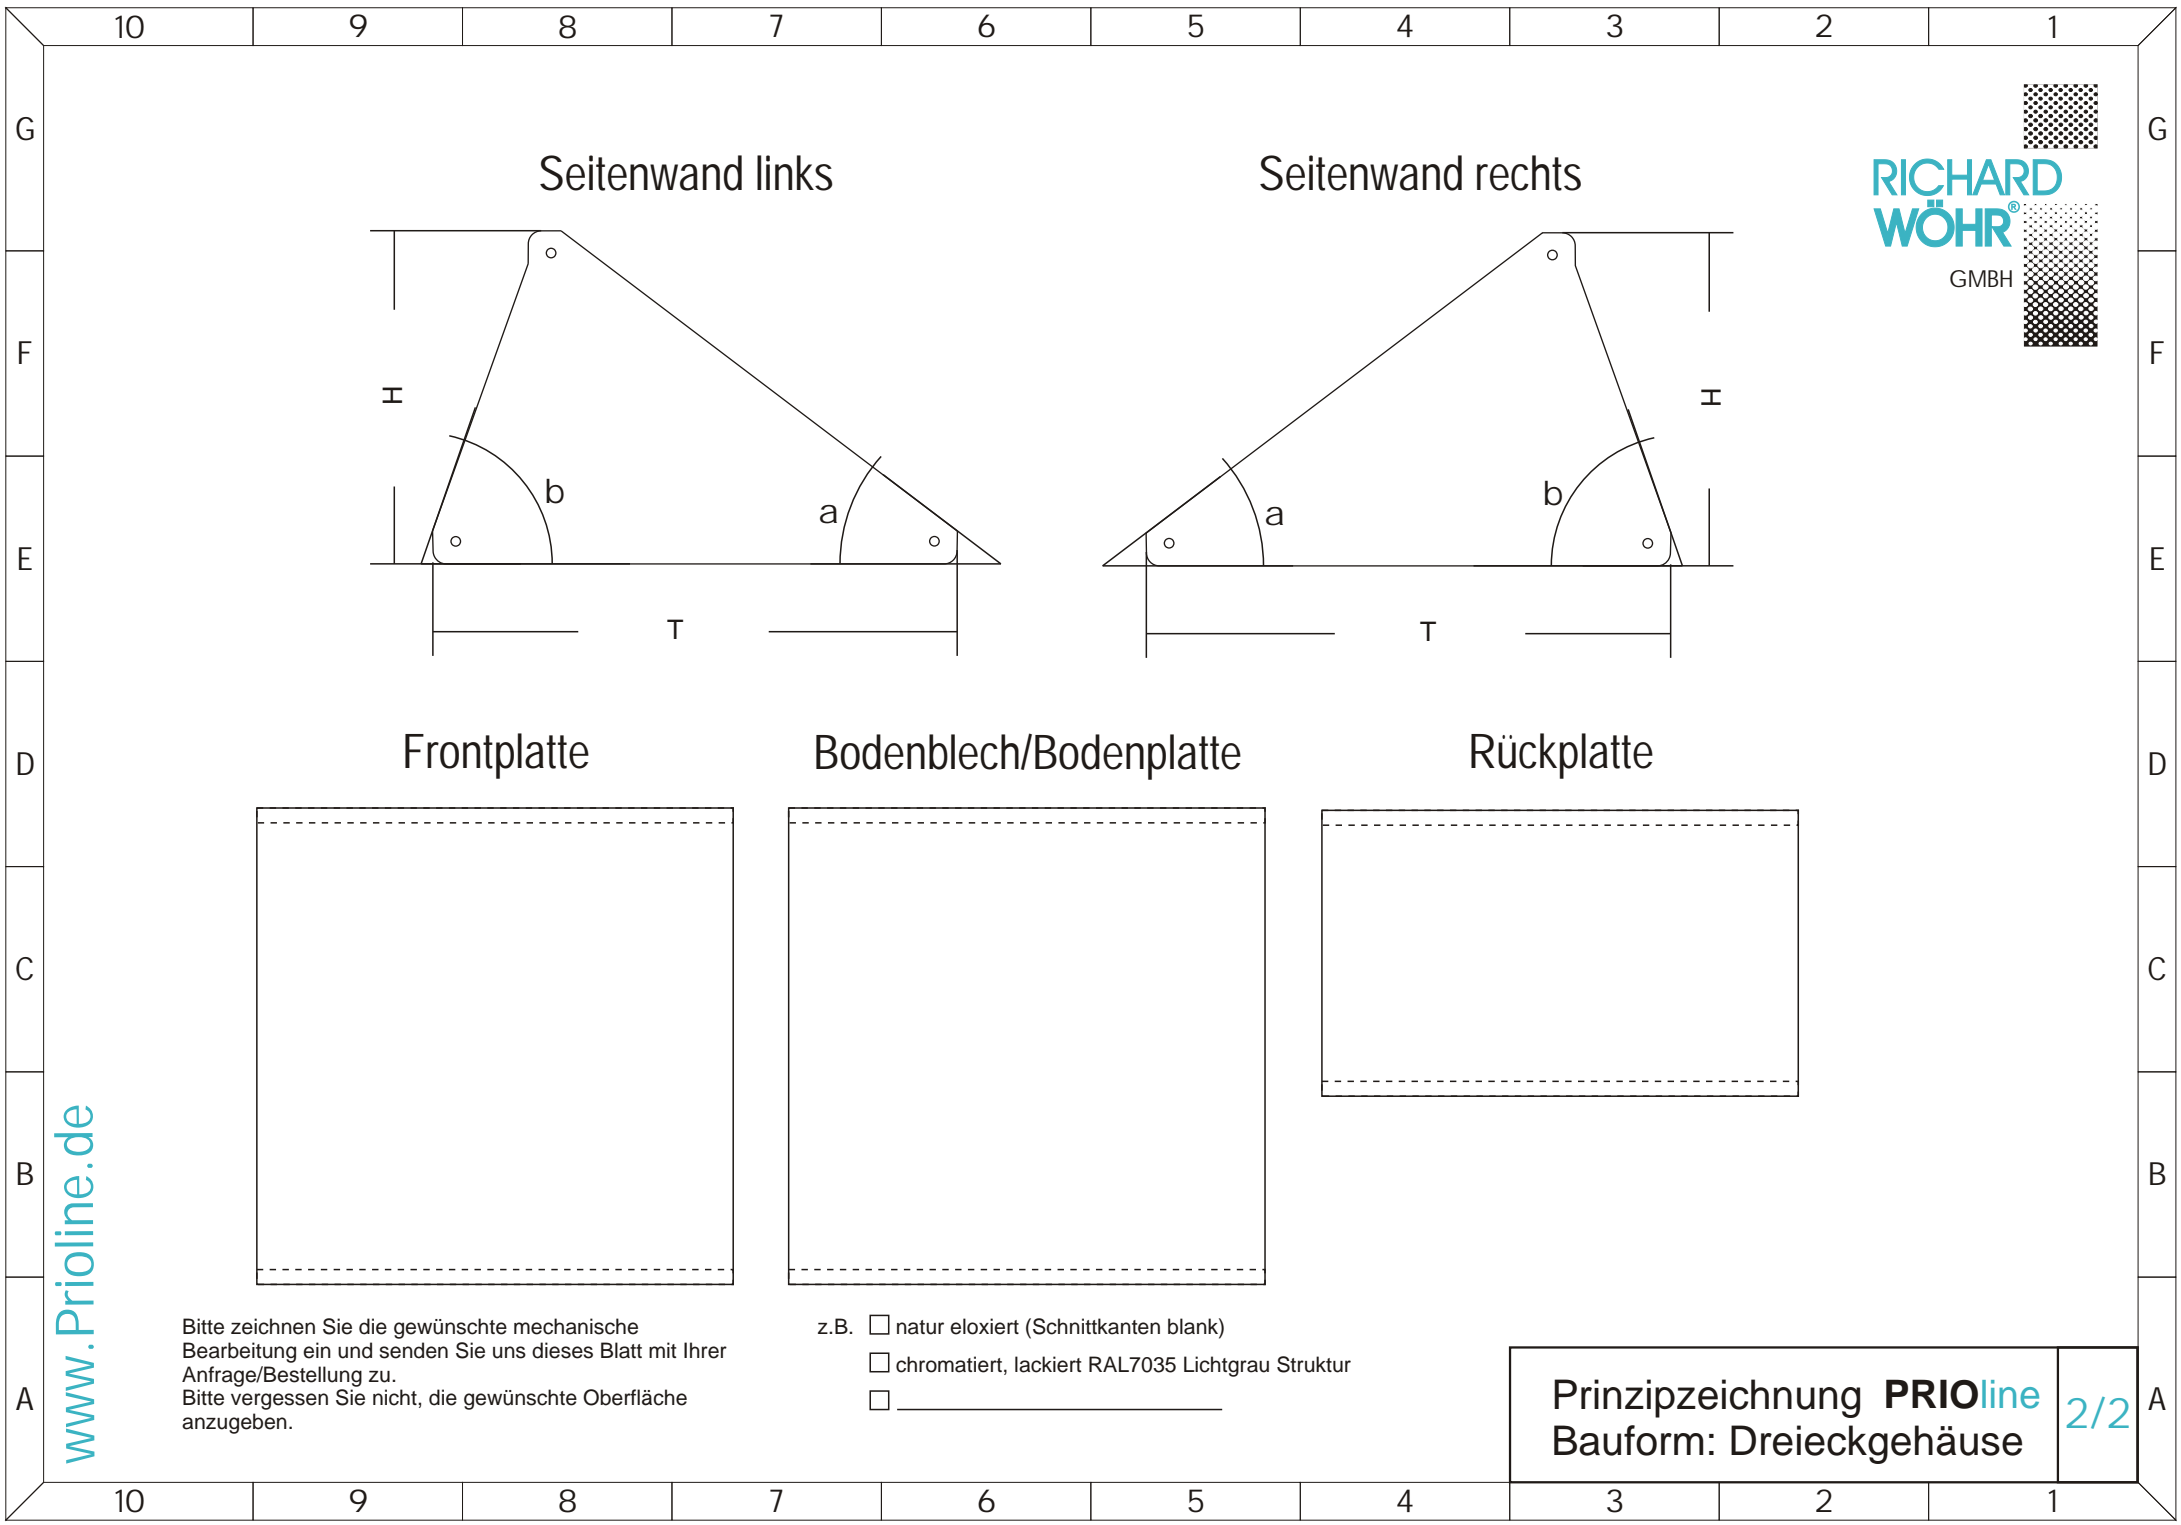 10 9 8 7 6 5 4 3 2 1
G G
Seitenwand links Seitenwand rechts
RICHARD
WÖHR®
GMBH
F F
H H
b a a b
E E
T T
D D
Frontplatte Bodenblech/Bodenplatte Rückplatte
C C
B B
www.Prioline.de
Bitte zeichnen Sie die gewünschte mechanische
Bearbeitung ein und senden Sie uns dieses Blatt mit Ihrer
Anfrage/Bestellung zu.
Bitte vergessen Sie nicht, die gewünschte Oberfläche
anzugeben.
z.B. natur eloxiert (Schnittkanten blank)
chromatiert, lackiert RAL7035 Lichtgrau Struktur
Prinzipzeichnung PRIOline
Bauform: Dreieckgehäuse
2/2
A A
10 9 8 7 6 5 4 3 2 1